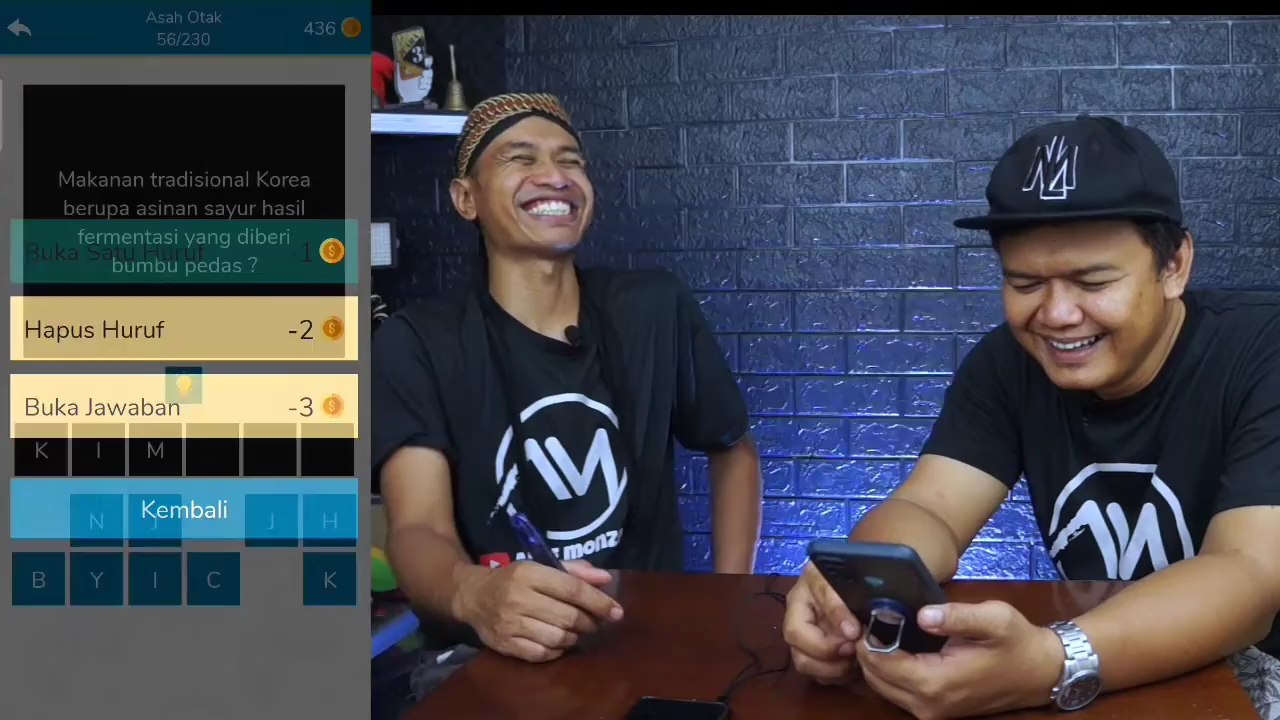 Asah Otak
56/230
436
Makanan tradisional Korea
berupa asinan sayur hasil
fermentasi yang diberi
bumbu pedas ?
Buka Satu Huruf -1
Hapus Huruf -2
Buka Jawaban -3
K I M
Kembali
N J H
B Y I C K
3